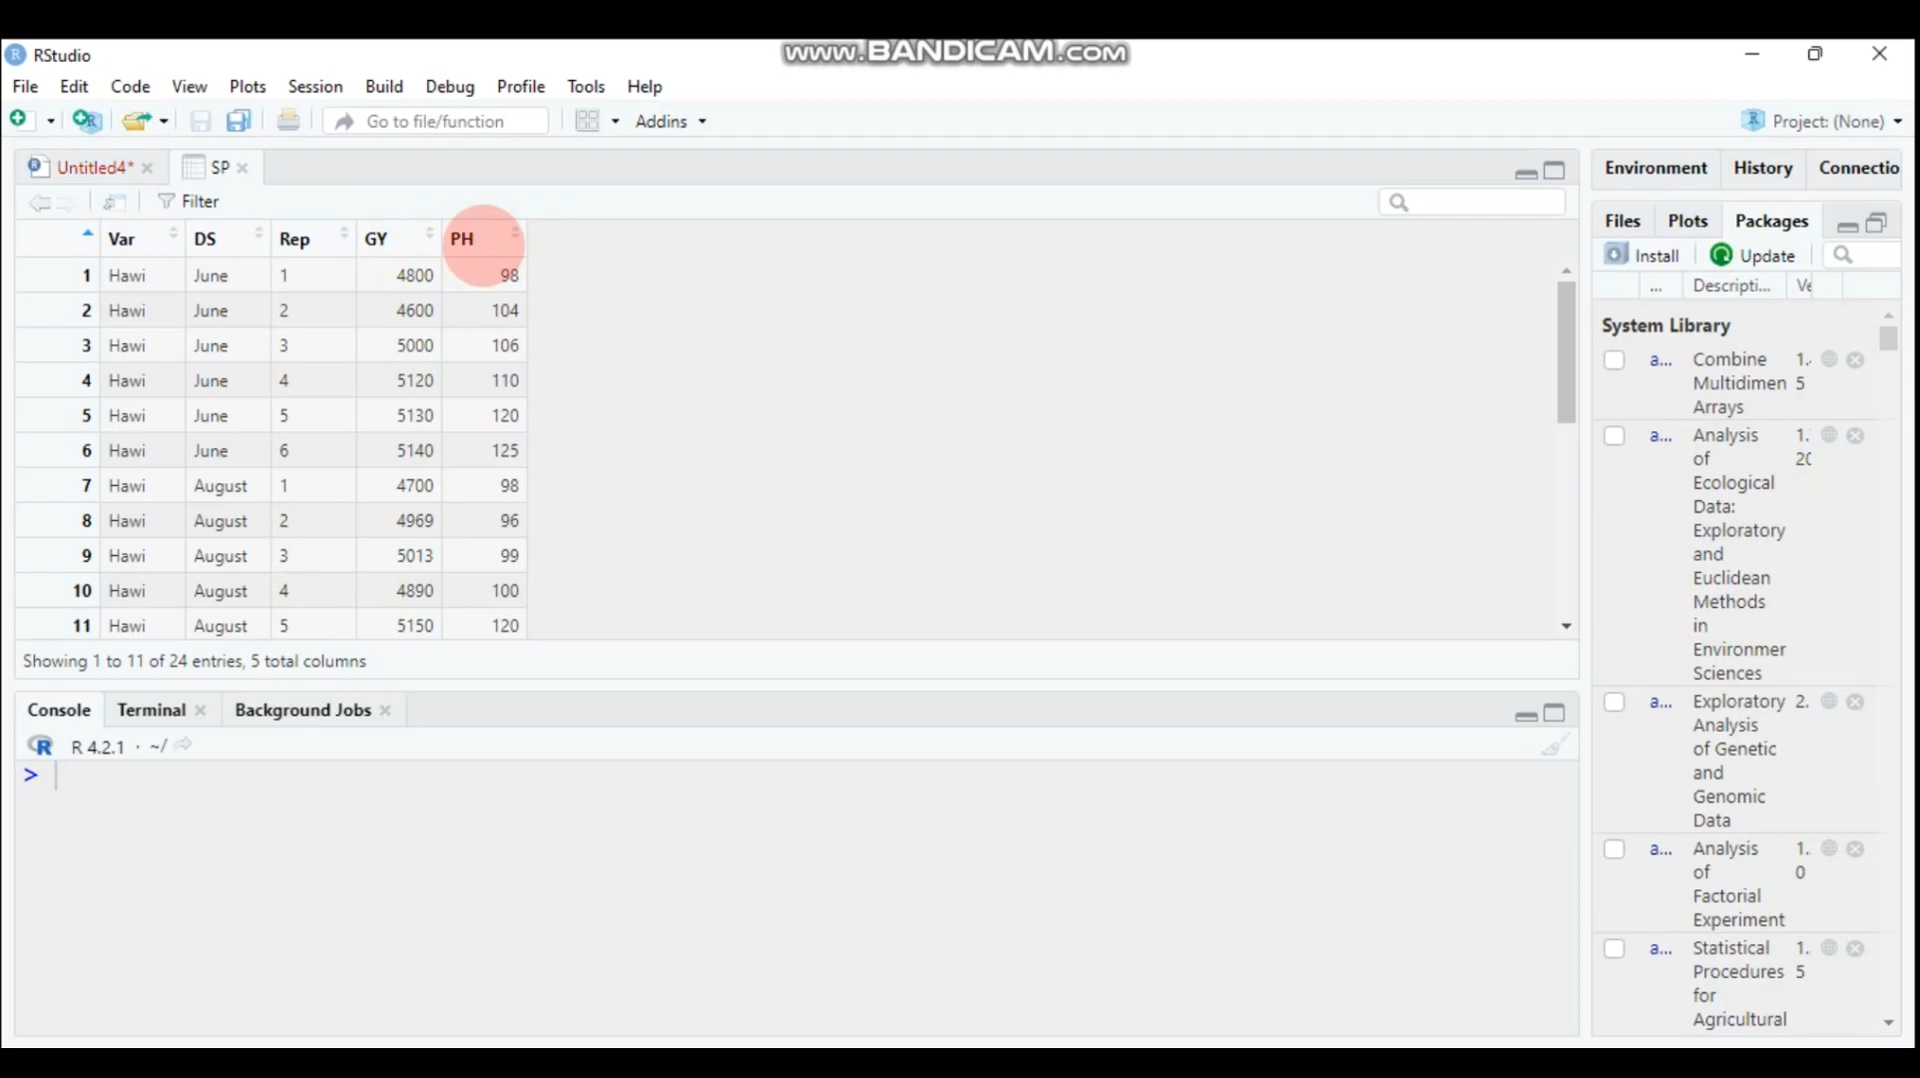 www.BANDICAM.com
RStudio
File Edit Code View Plots Session Build Debug Profile Tools Help
Go to file/function Addins Project: (None)
Untitled4* SP
Filter
Var DS Rep GY PH
1 Hawi June 1 4800 98
2 Hawi June 2 4600 104
3 Hawi June 3 5000 106
4 Hawi June 4 5120 110
5 Hawi June 5 5130 120
6 Hawi June 6 5140 125
7 Hawi August 1 4700 98
8 Hawi August 2 4969 96
9 Hawi August 3 5013 99
10 Hawi August 4 4890 100
11 Hawi August 5 5150 120
Showing 1 to 11 of 24 entries, 5 total columns
Console Terminal Background Jobs
R 4.2.1 · ~/
>
Environment History Connectio
Files Plots Packages
Install Update
... Descripti... Ve
System Library
a... Combine 1.
Multidimen 5
Arrays
a... Analysis 1.
of 20
Ecological
Data:
Exploratory
and
Euclidean
Methods
in
Environmer
Sciences
a... Exploratory 2.
Analysis
of Genetic
and
Genomic
Data
a... Analysis 1.
of 0
Factorial
Experiment
a... Statistical 1.
Procedures 5
for
Agricultural